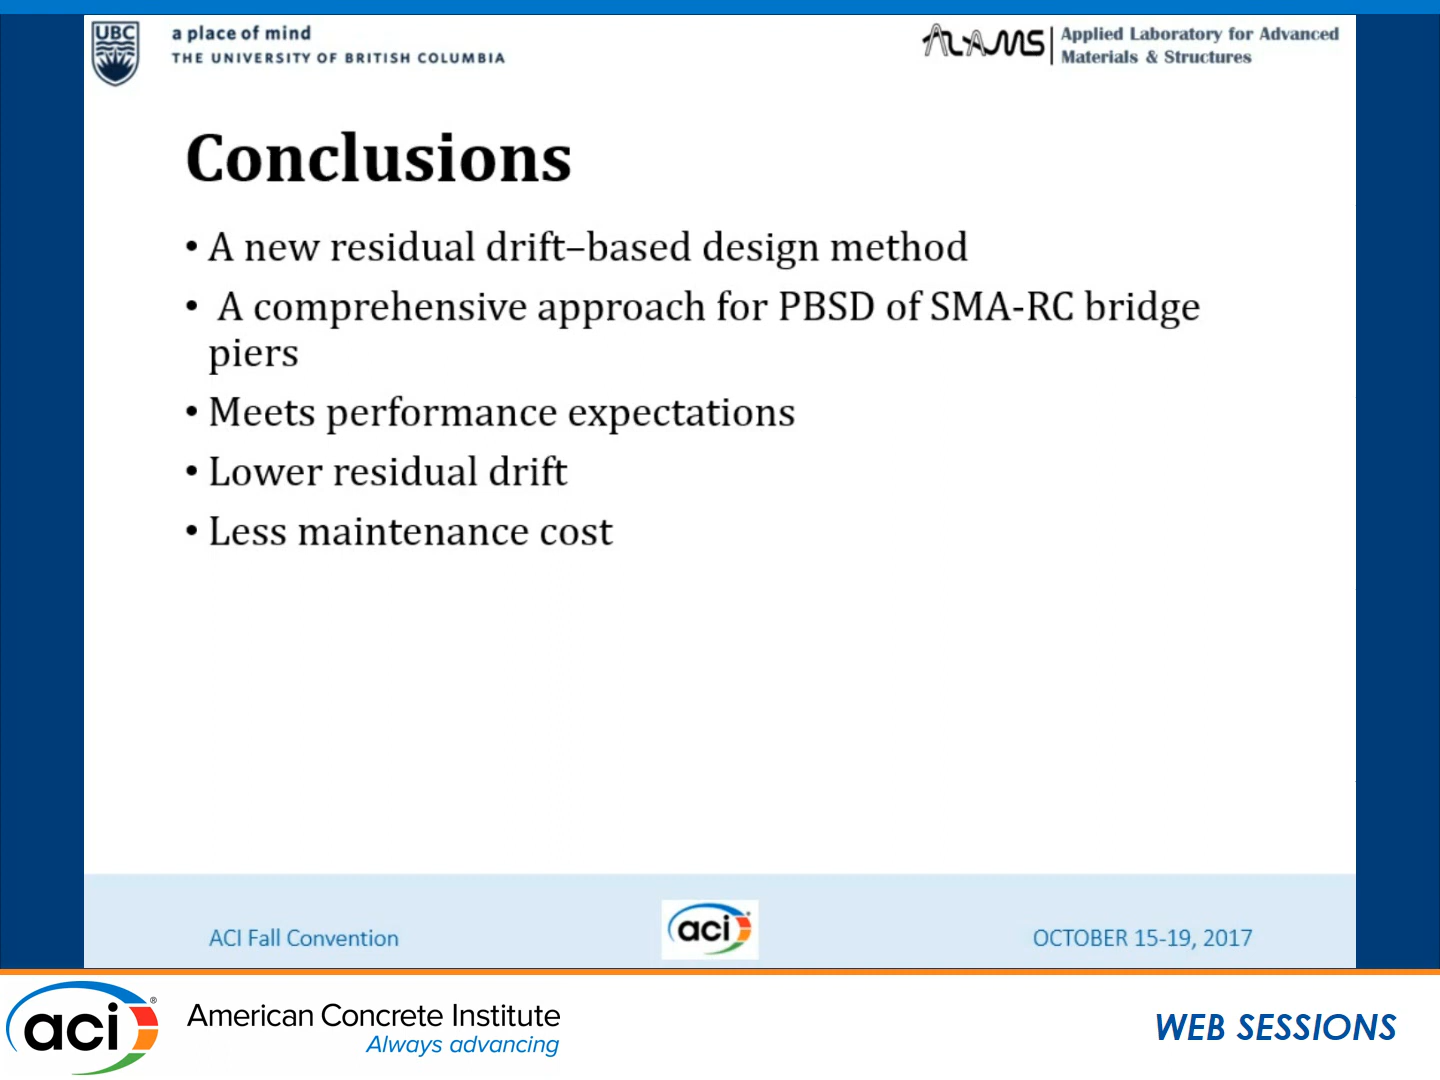 UBC
a place of mind
THE UNIVERSITY OF BRITISH COLUMBIA
ALAMS
Applied Laboratory for Advanced
Materials & Structures
Conclusions
• A new residual drift–based design method
• A comprehensive approach for PBSD of SMA-RC bridge
piers
• Meets performance expectations
• Lower residual drift
• Less maintenance cost
ACI Fall Convention
aci
OCTOBER 15-19, 2017
aci®
American Concrete Institute
Always advancing
WEB SESSIONS